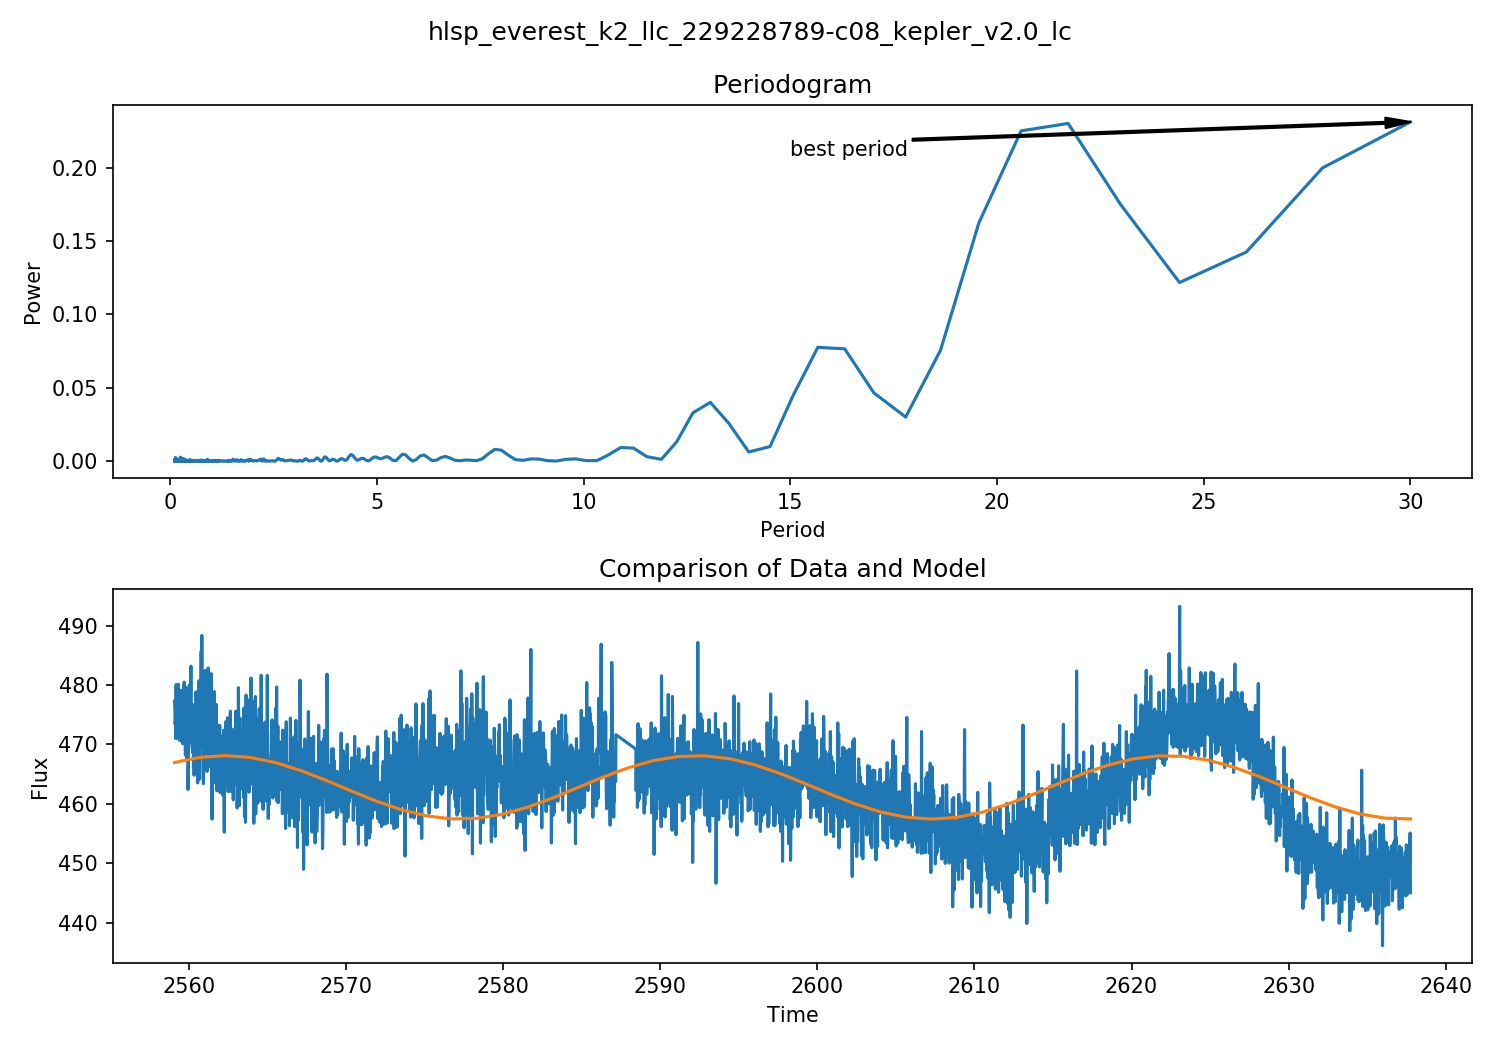 hlsp_everest_k2_llc_229228789-c08_kepler_v2.0_lc
Periodogram
Power
0.20
0.15
0.10
0.05
0.00
best period
0 5 10 15 20 25 30
Period
Comparison of Data and Model
Flux
490
480
470
460
450
440
2560 2570 2580 2590 2600 2610 2620 2630 2640
Time